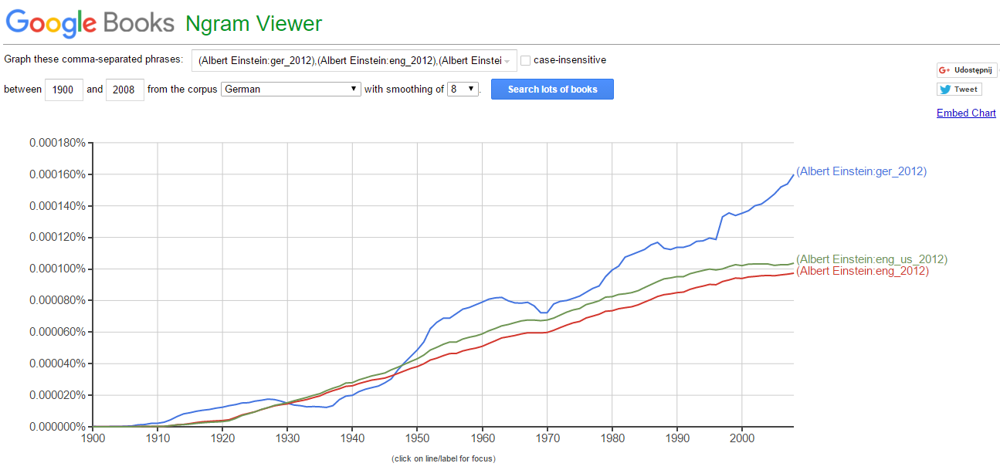 Google Books Ngram Viewer
Graph these comma-separated phrases: (Albert Einstein:ger_2012),(Albert Einstein:eng_2012),(Albert Einstei case-insensitive
between 1900 and 2008 from the corpus German with smoothing of 8 . Search lots of books
G+ Udostępnij
Tweet
Embed Chart
0.000180%
0.000160%
0.000140%
0.000120%
0.000100%
0.000080%
0.000060%
0.000040%
0.000020%
0.000000%
(Albert Einstein:ger_2012)
(Albert Einstein:eng_us_2012)
(Albert Einstein:eng_2012)
1900 1910 1920 1930 1940 1950 1960 1970 1980 1990 2000
(click on line/label for focus)